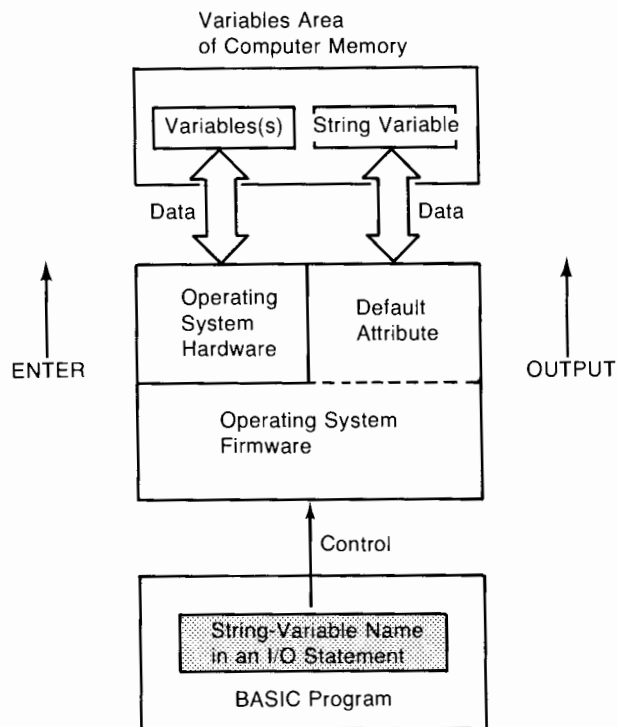 Variables Area
of Computer Memory
Variables(s)
String Variable
Data
Data
Operating
System
Hardware
Default
Attribute
ENTER
OUTPUT
Operating System
Firmware
Control
String-Variable Name
in an I/O Statement
BASIC Program